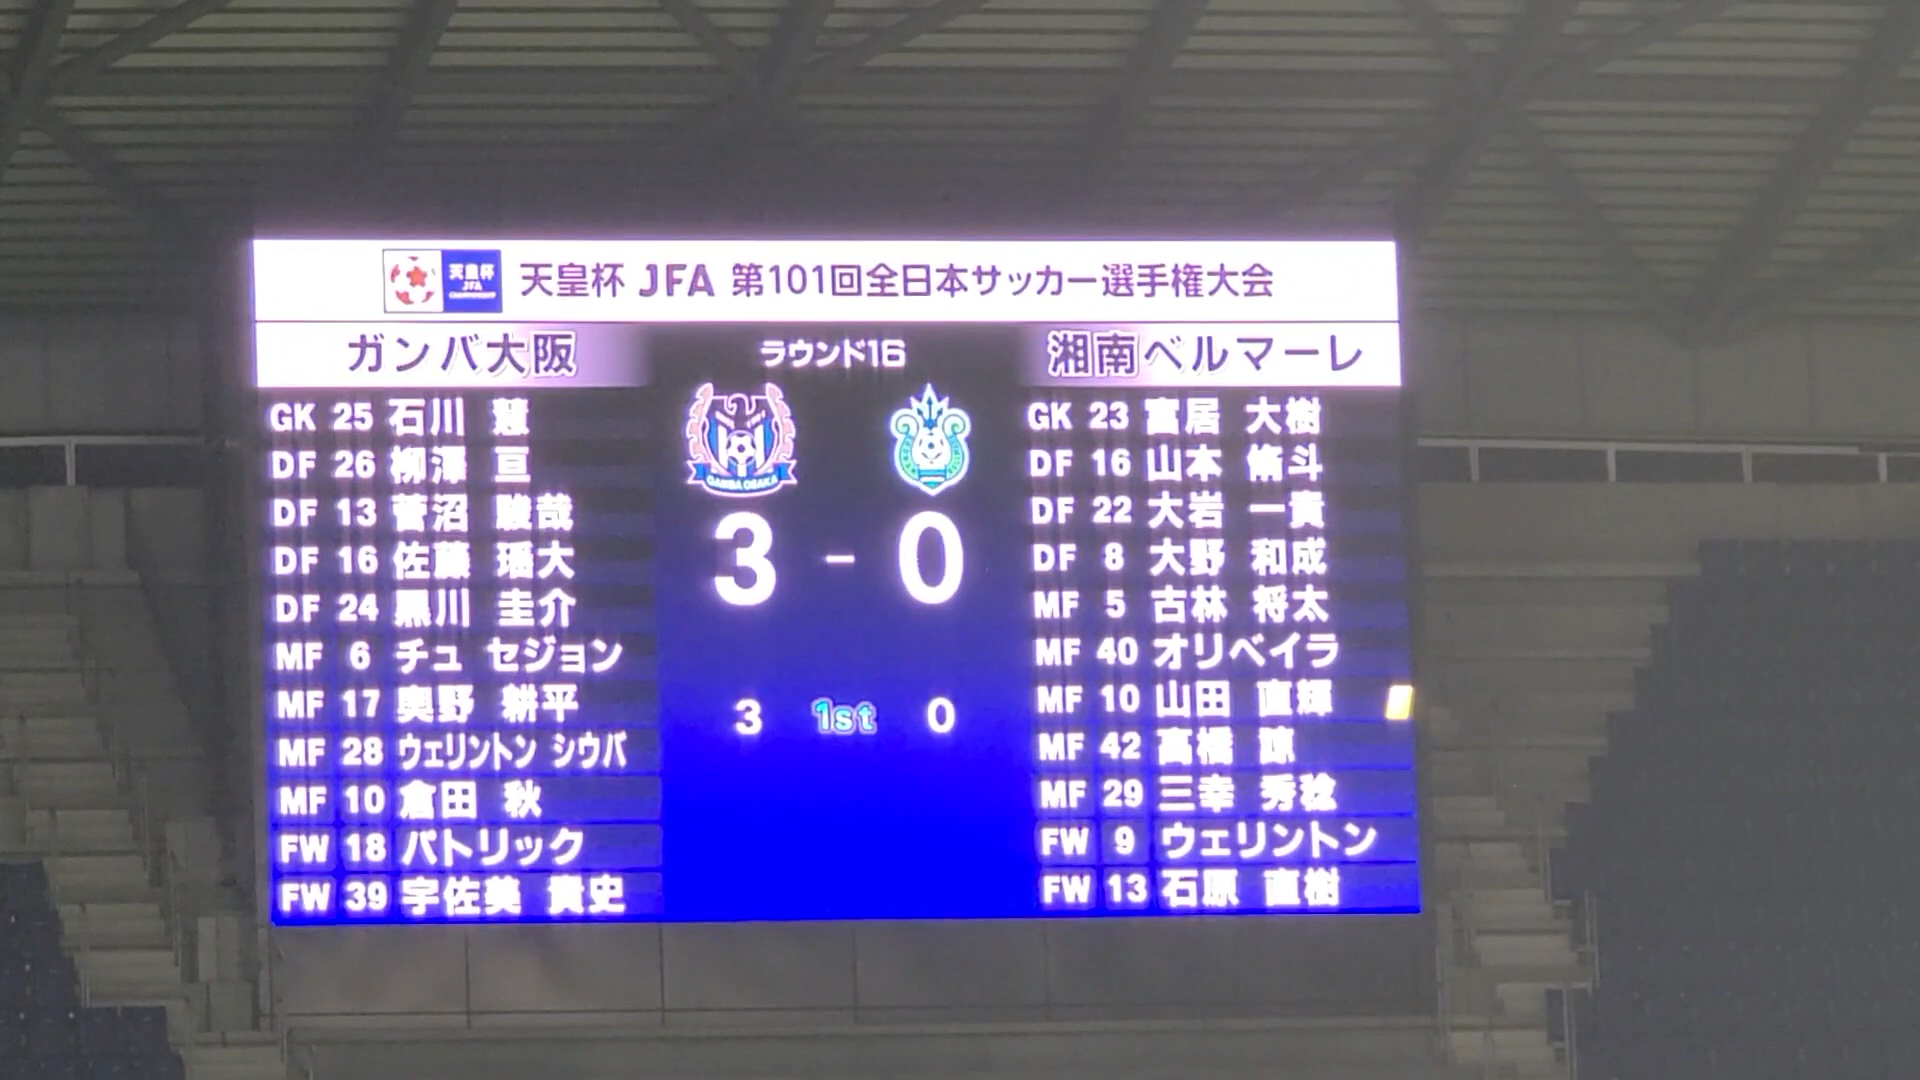 天皇杯 JFA 第101回全日本サッカー選手権大会
天皇杯
JFA
ガンバ大阪
ラウンド16
湘南ベルマーレ
GK 25 石川 慧
DF 26 柳澤 亘
DF 13 菅沼 駿哉
DF 16 佐藤 瑶大
DF 24 黒川 圭介
MF 6 チュ セジョン
MF 17 奥野 耕平
MF 28 ウェリントン シウバ
MF 10 倉田 秋
FW 18 パトリック
FW 39 宇佐美 貴史
GAMBA OSAKA
3 - 0
3 1st 0
GK 23 富居 大樹
DF 16 山本 脩斗
DF 22 大岩 一貴
DF 8 大野 和成
MF 5 古林 将太
MF 40 オリベイラ
MF 10 山田 直輝
MF 42 高橋 諒
MF 29 三幸 秀稔
FW 9 ウェリントン
FW 13 石原 直樹